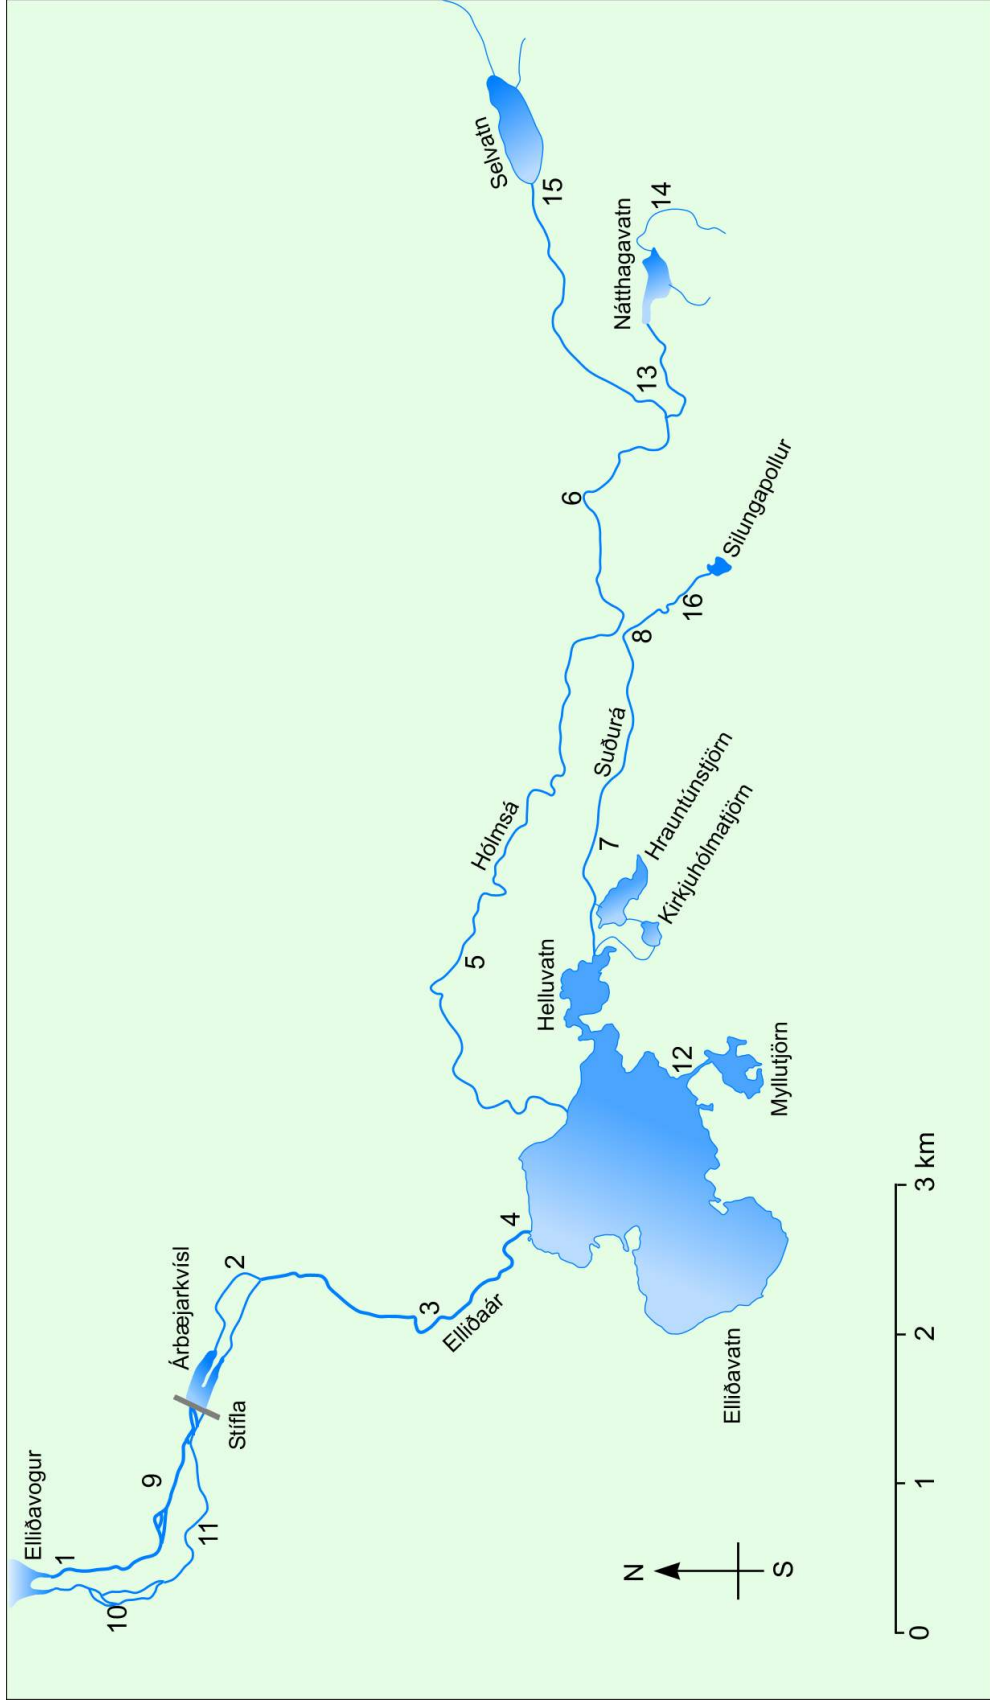 Elliðavogur
1
10
9
11
Stífla
Árbæjarkvísl
2
3
Elliðaár
4
Elliðavatn
5
Hólmsá
Helluvatn
12
Myllutjörn
Kirkjuhólmatjörn
Hrauntúnstjörn
7
Suðurá
8
16
Silungapollur
6
13
Nátthagavatn
14
15
Selvatn
N
S
0
1
2
3 km